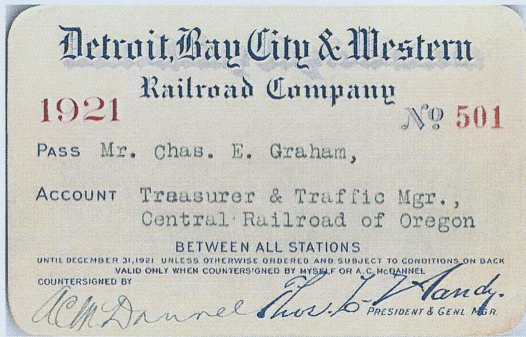 Detroit, Bay City & Western
Railroad Company
1921 No 501
PASS Mr. Chas. E. Graham,
ACCOUNT Treasurer & Traffic Mgr.,
Central Railroad of Oregon
BETWEEN ALL STATIONS
UNTIL DECEMBER 31, 1921 UNLESS OTHERWISE ORDERED AND SUBJECT TO CONDITIONS ON BACK
VALID ONLY WHEN COUNTERSIGNED BY MYSELF OR A. C. McDANNEL
COUNTERSIGNED BY
ACMcDannel Thos. Handy.
PRESIDENT & GENL MGR.